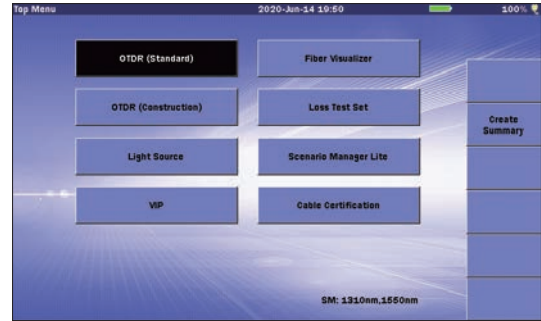 Top Menu 2020-Jun-14 19:50 100%
OTDR (Standard) Fiber Visualizer
OTDR (Construction) Loss Test Set
Create
Summary
Light Source Scenario Manager Lite
VIP Cable Certification
SM: 1310nm,1550nm